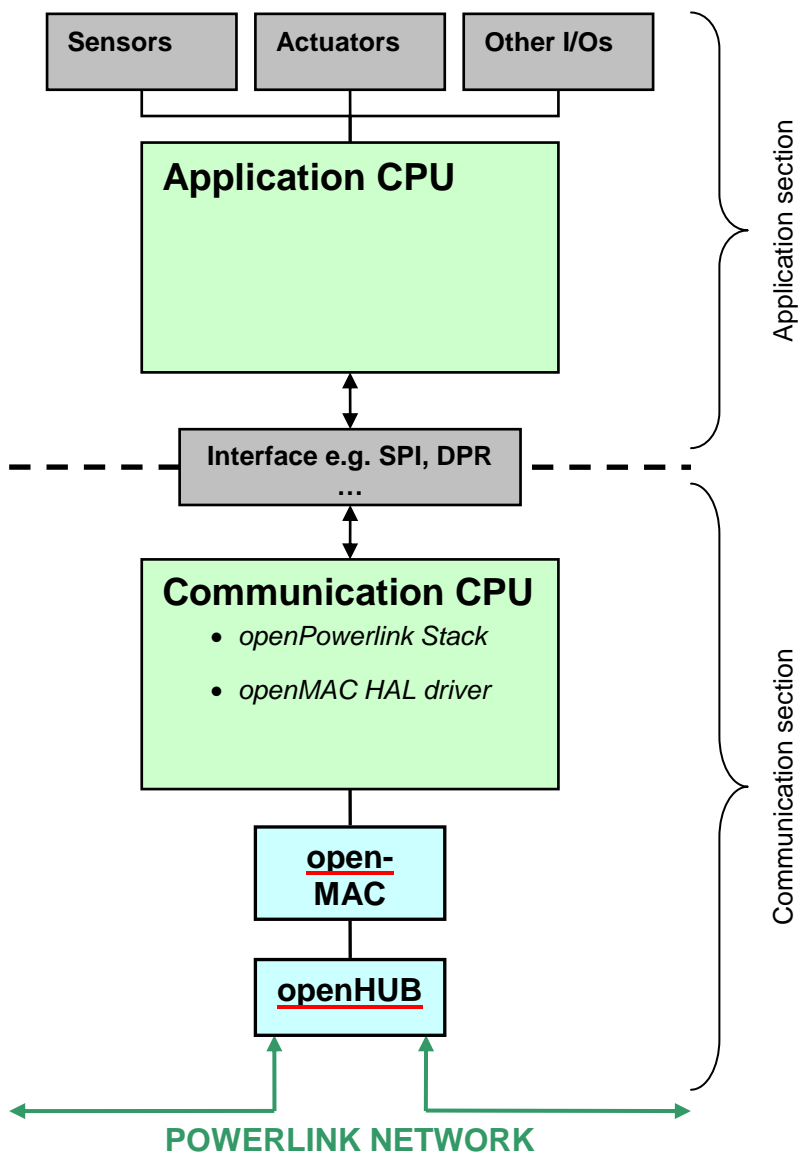 Sensors
Actuators
Other I/Os
Application CPU
Application section
Interface e.g. SPI, DPR
…
Communication CPU
• openPowerlink Stack
• openMAC HAL driver
Communication section
open-
MAC
openHUB
POWERLINK NETWORK